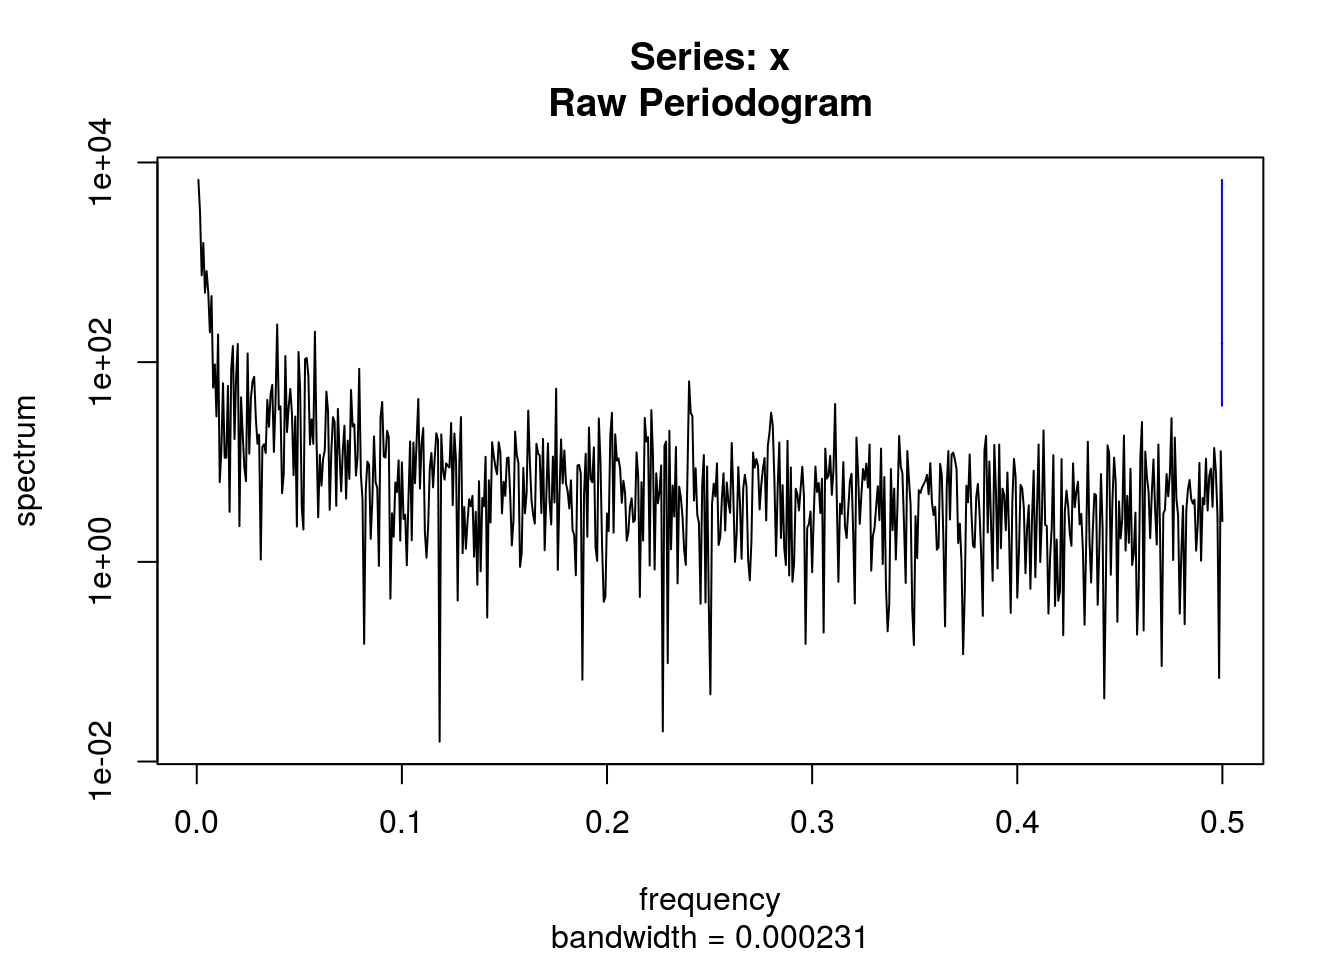 Series: x
Raw Periodogram
1e+04
1e+02
1e+00
1e-02
spectrum
0.0 0.1 0.2 0.3 0.4 0.5
frequency
bandwidth = 0.000231